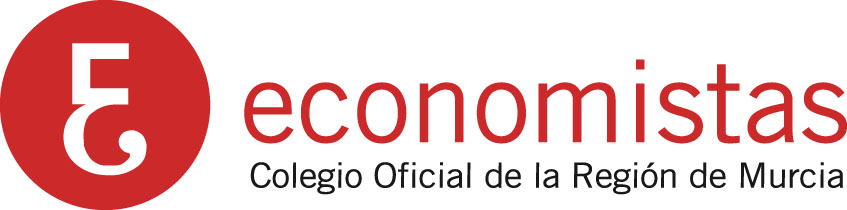 economistas
Colegio Oficial de la Región de Murcia